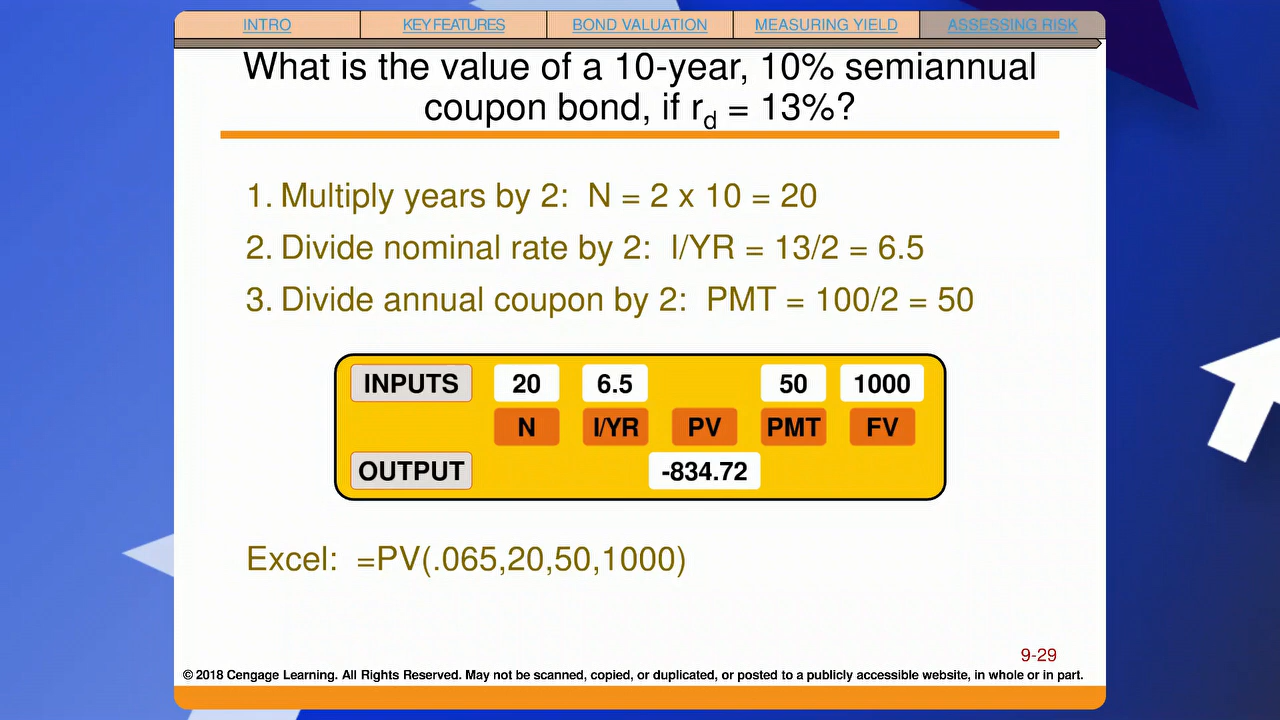 INTRO KEY FEATURES BOND VALUATION MEASURING YIELD ASSESSING RISK
What is the value of a 10-year, 10% semiannual
coupon bond, if rd = 13%?
1. Multiply years by 2: N = 2 x 10 = 20
2. Divide nominal rate by 2: I/YR = 13/2 = 6.5
3. Divide annual coupon by 2: PMT = 100/2 = 50
INPUTS 20 6.5 50 1000
N I/YR PV PMT FV
OUTPUT -834.72
Excel: =PV(.065,20,50,1000)
9-29
© 2018 Cengage Learning. All Rights Reserved. May not be scanned, copied, or duplicated, or posted to a publicly accessible website, in whole or in part.